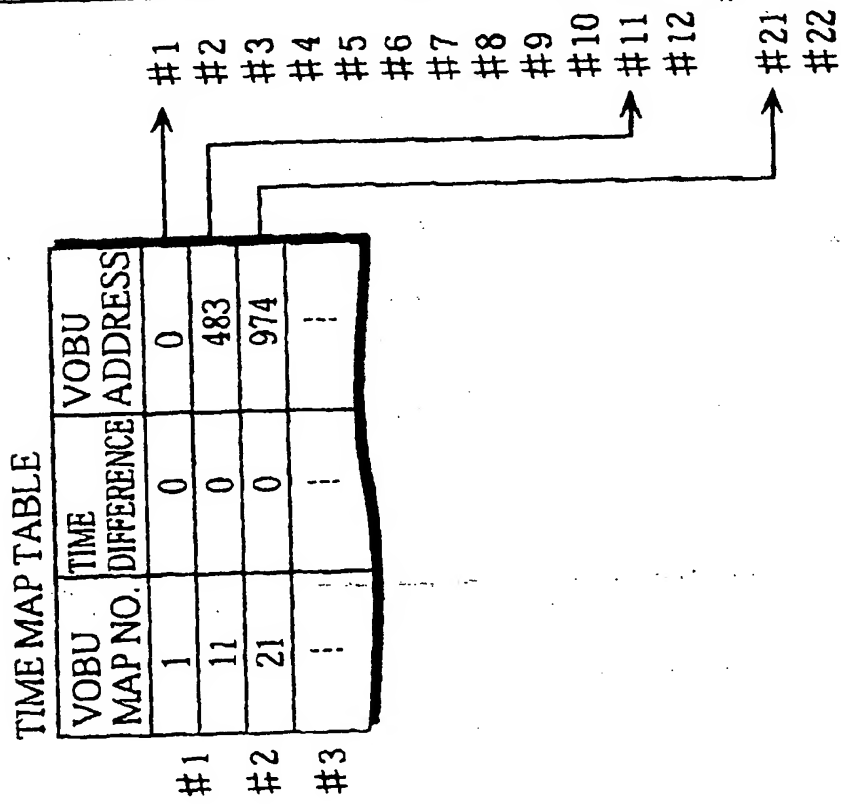 TIME MAP TABLE
VOBU MAP NO. TIME DIFFERENCE VOBU ADDRESS
#1 1 0 0
#2 11 0 483
#3 21 0 974
--- --- ---
#1
#2
#3
#4
#5
#6
#7
#8
#9
#10
#11
#12
#21
#22